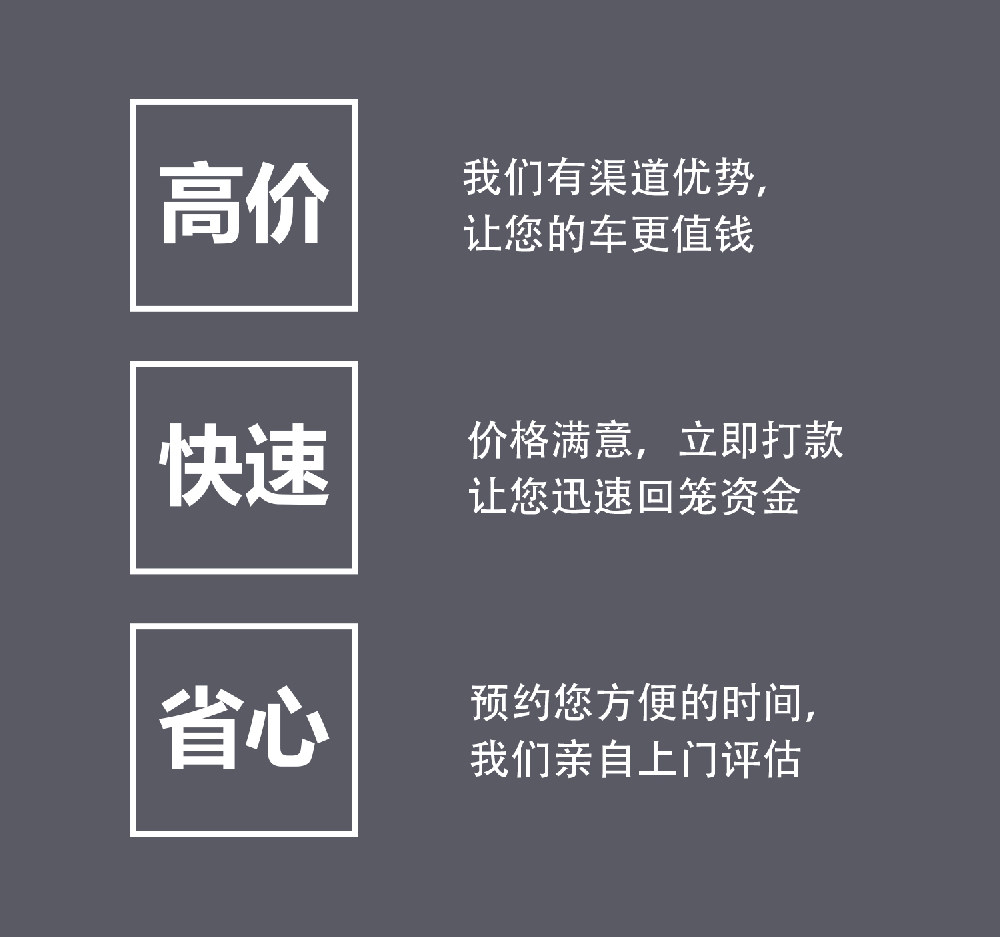 高价
我们有渠道优势,
让您的车更值钱
快速
价格满意, 立即打款
让您迅速回笼资金
省心
预约您方便的时间,
我们亲自上门评估